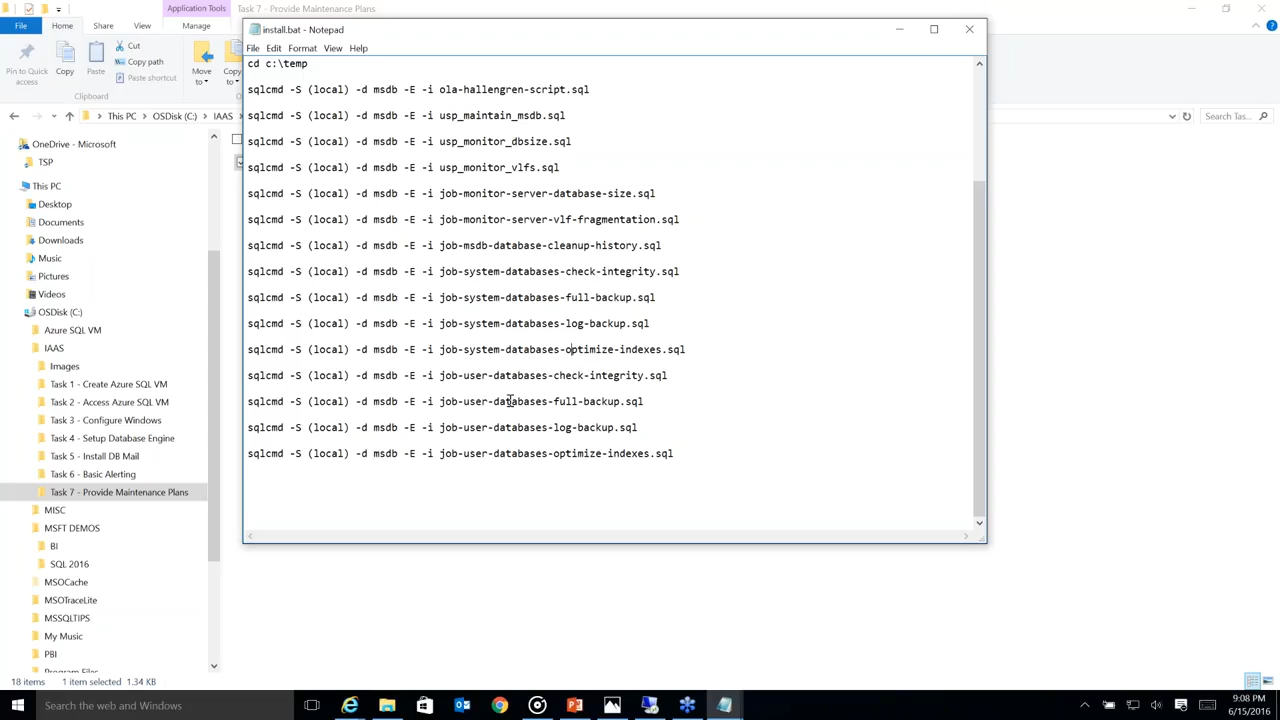 Application Tools
Task 7 - Provide Maintenance Plans
File
Home
Share
View
Manage
Pin to Quick
access
Copy
Paste
Cut
Copy path
Paste shortcut
Clipboard
Move
to
Copy
to
This PC
OSDisk (C:)
IAAS
Search Tas...
OneDrive - Microsoft
TSP
This PC
Desktop
Documents
Downloads
Music
Pictures
Videos
OSDisk (C:)
Azure SQL VM
IAAS
Images
Task 1 - Create Azure SQL VM
Task 2 - Access Azure SQL VM
Task 3 - Configure Windows
Task 4 - Setup Database Engine
Task 5 - Install DB Mail
Task 6 - Basic Alerting
Task 7 - Provide Maintenance Plans
MISC
MSFT DEMOS
BI
SQL 2016
MSOCache
MSOTraceLite
MSSQLTIPS
My Music
PBI
Program Files
18 items
1 item selected 1.34 KB
install.bat - Notepad
File Edit Format View Help
cd c:\temp
sqlcmd -S (local) -d msdb -E -i ola-hallengren-script.sql
sqlcmd -S (local) -d msdb -E -i usp_maintain_msdb.sql
sqlcmd -S (local) -d msdb -E -i usp_monitor_dbsize.sql
sqlcmd -S (local) -d msdb -E -i usp_monitor_vlfs.sql
sqlcmd -S (local) -d msdb -E -i job-monitor-server-database-size.sql
sqlcmd -S (local) -d msdb -E -i job-monitor-server-vlf-fragmentation.sql
sqlcmd -S (local) -d msdb -E -i job-msdb-database-cleanup-history.sql
sqlcmd -S (local) -d msdb -E -i job-system-databases-check-integrity.sql
sqlcmd -S (local) -d msdb -E -i job-system-databases-full-backup.sql
sqlcmd -S (local) -d msdb -E -i job-system-databases-log-backup.sql
sqlcmd -S (local) -d msdb -E -i job-system-databases-optimize-indexes.sql
sqlcmd -S (local) -d msdb -E -i job-user-databases-check-integrity.sql
sqlcmd -S (local) -d msdb -E -i job-user-databases-full-backup.sql
sqlcmd -S (local) -d msdb -E -i job-user-databases-log-backup.sql
sqlcmd -S (local) -d msdb -E -i job-user-databases-optimize-indexes.sql
Search the web and Windows
9:08 PM
6/15/2016